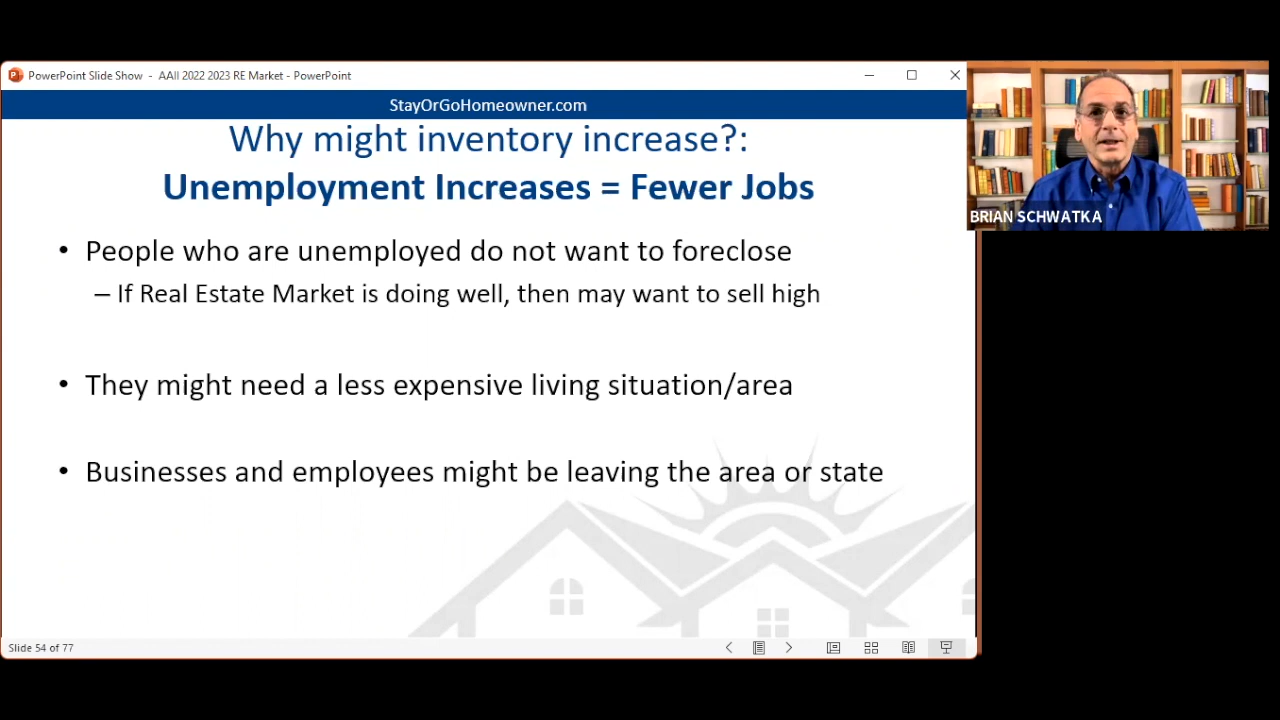 PowerPoint Slide Show - AAII 2022 2023 RE Market - PowerPoint
StayOrGoHomeowner.com
Why might inventory increase?:
Unemployment Increases = Fewer Jobs
BRIAN SCHWATKA
• People who are unemployed do not want to foreclose
– If Real Estate Market is doing well, then may want to sell high
• They might need a less expensive living situation/area
• Businesses and employees might be leaving the area or state
Slide 54 of 77